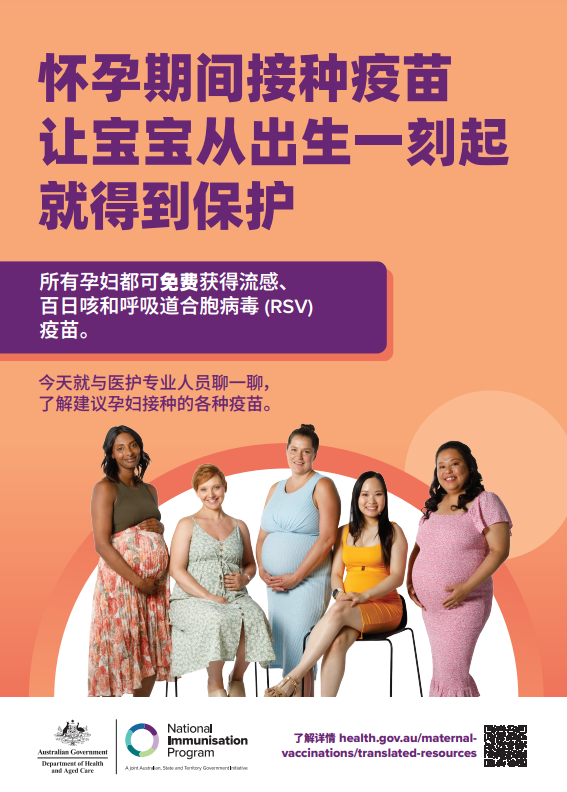 怀孕期间接种疫苗
让宝宝从出生一刻起
就得到保护
所有孕妇都可免费获得流感、
百日咳和呼吸道合胞病毒 (RSV)
疫苗。
今天就与医护专业人员聊一聊，
了解建议孕妇接种的各种疫苗。
Australian Government
Department of Health
and Aged Care
National
Immunisation
Program
A joint Australian, State and Territory Government Initiative
了解详情 health.gov.au/maternal-
vaccinations/translated-resources